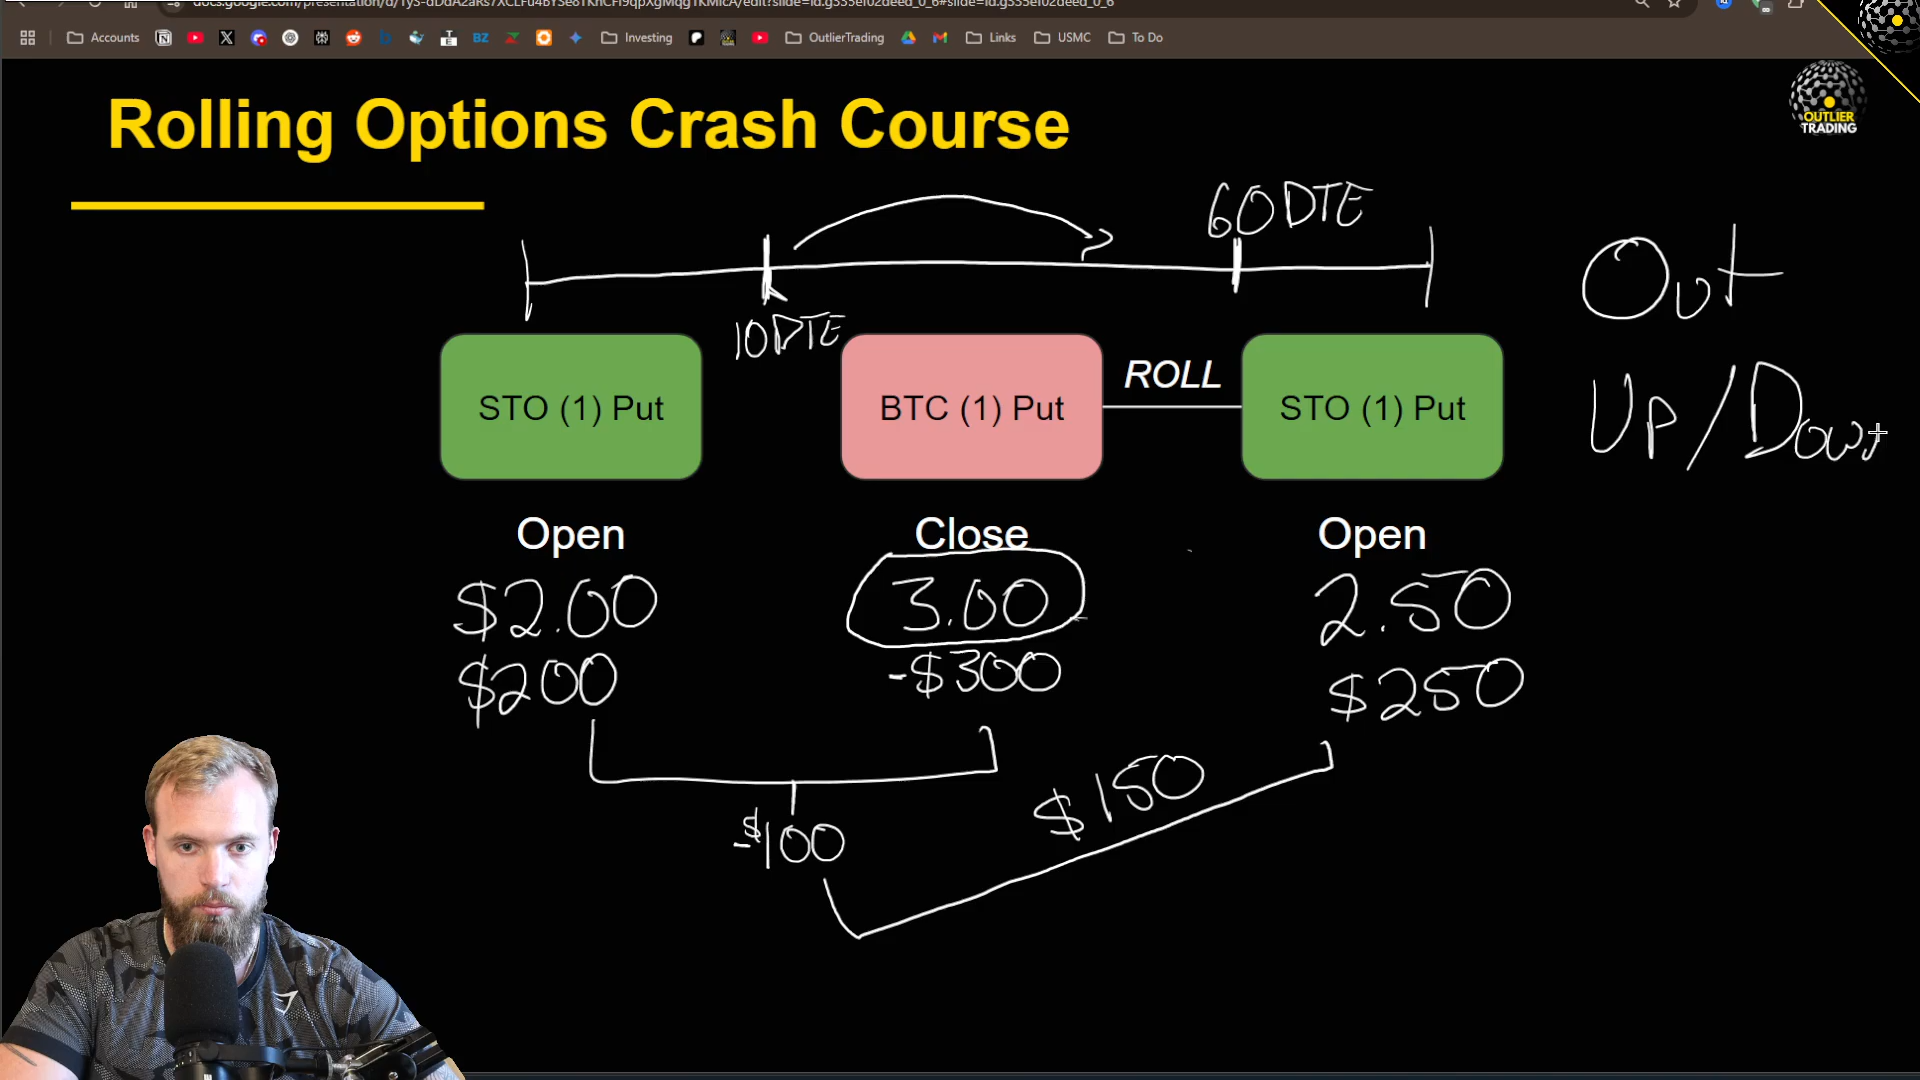 Accounts
BZ
Investing
OutlierTrading
Links
USMC
To Do
OUTLIER
TRADING
Rolling Options Crash Course
60DTE
Out
10DTE
STO (1) Put
BTC (1) Put
ROLL
STO (1) Put
Up/Down
Open
Close
Open
$2.00
3.00
2.50
$200
-$300
$250
$150
-$100